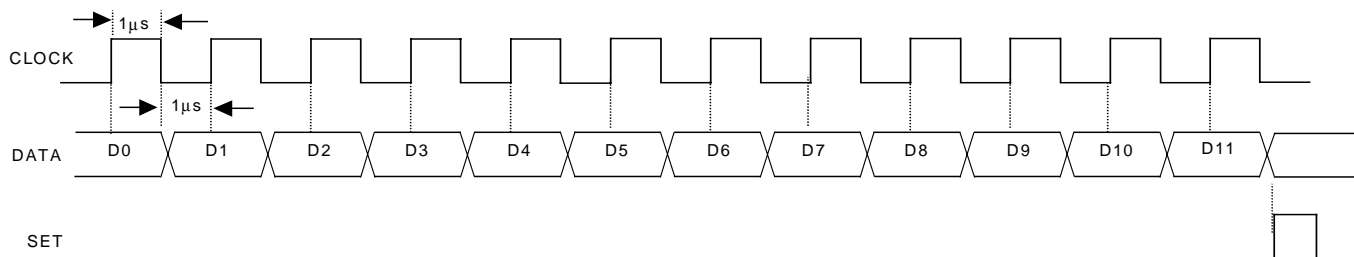 1μs
CLOCK
1μs
DATA D0 D1 D2 D3 D4 D5 D6 D7 D8 D9 D10 D11
SET